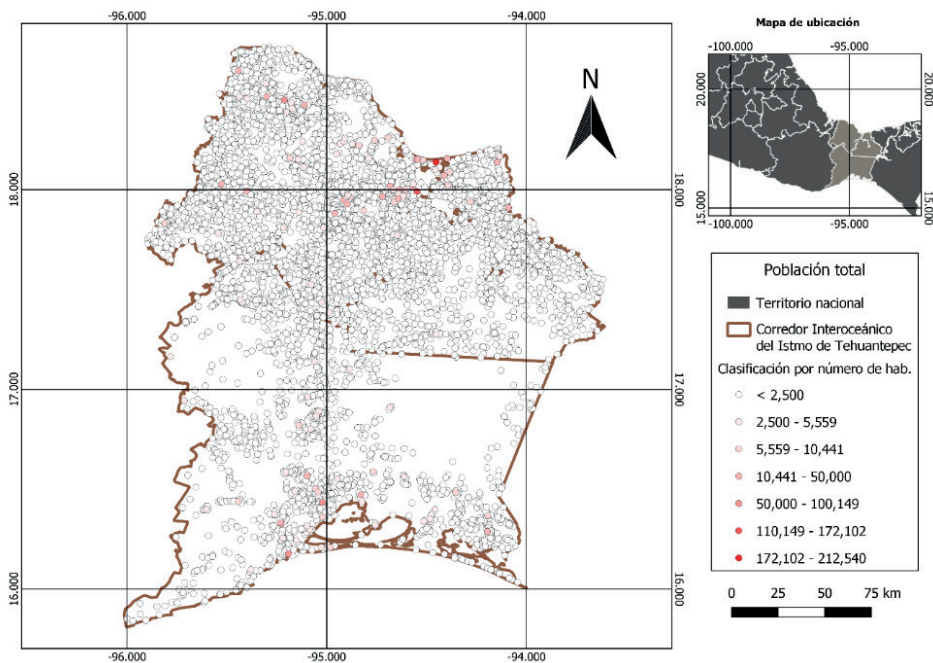 -96.000
-95.000
-94.000
18.000
17.000
16.000
18.000
17.000
16.000
-96.000
-95.000
-94.000
N
Mapa de ubicación
-100.000
-95.000
20.000
15.000
20.000
15.000
-100.000
-95.000
Población total
Territorio nacional
Corredor Interoceánico
del Istmo de Tehuantepec
Clasificación por número de hab.
< 2,500
2,500 - 5,559
5,559 - 10,441
10,441 - 50,000
50,000 - 100,149
110,149 - 172,102
172,102 - 212,540
0 25 50 75 km